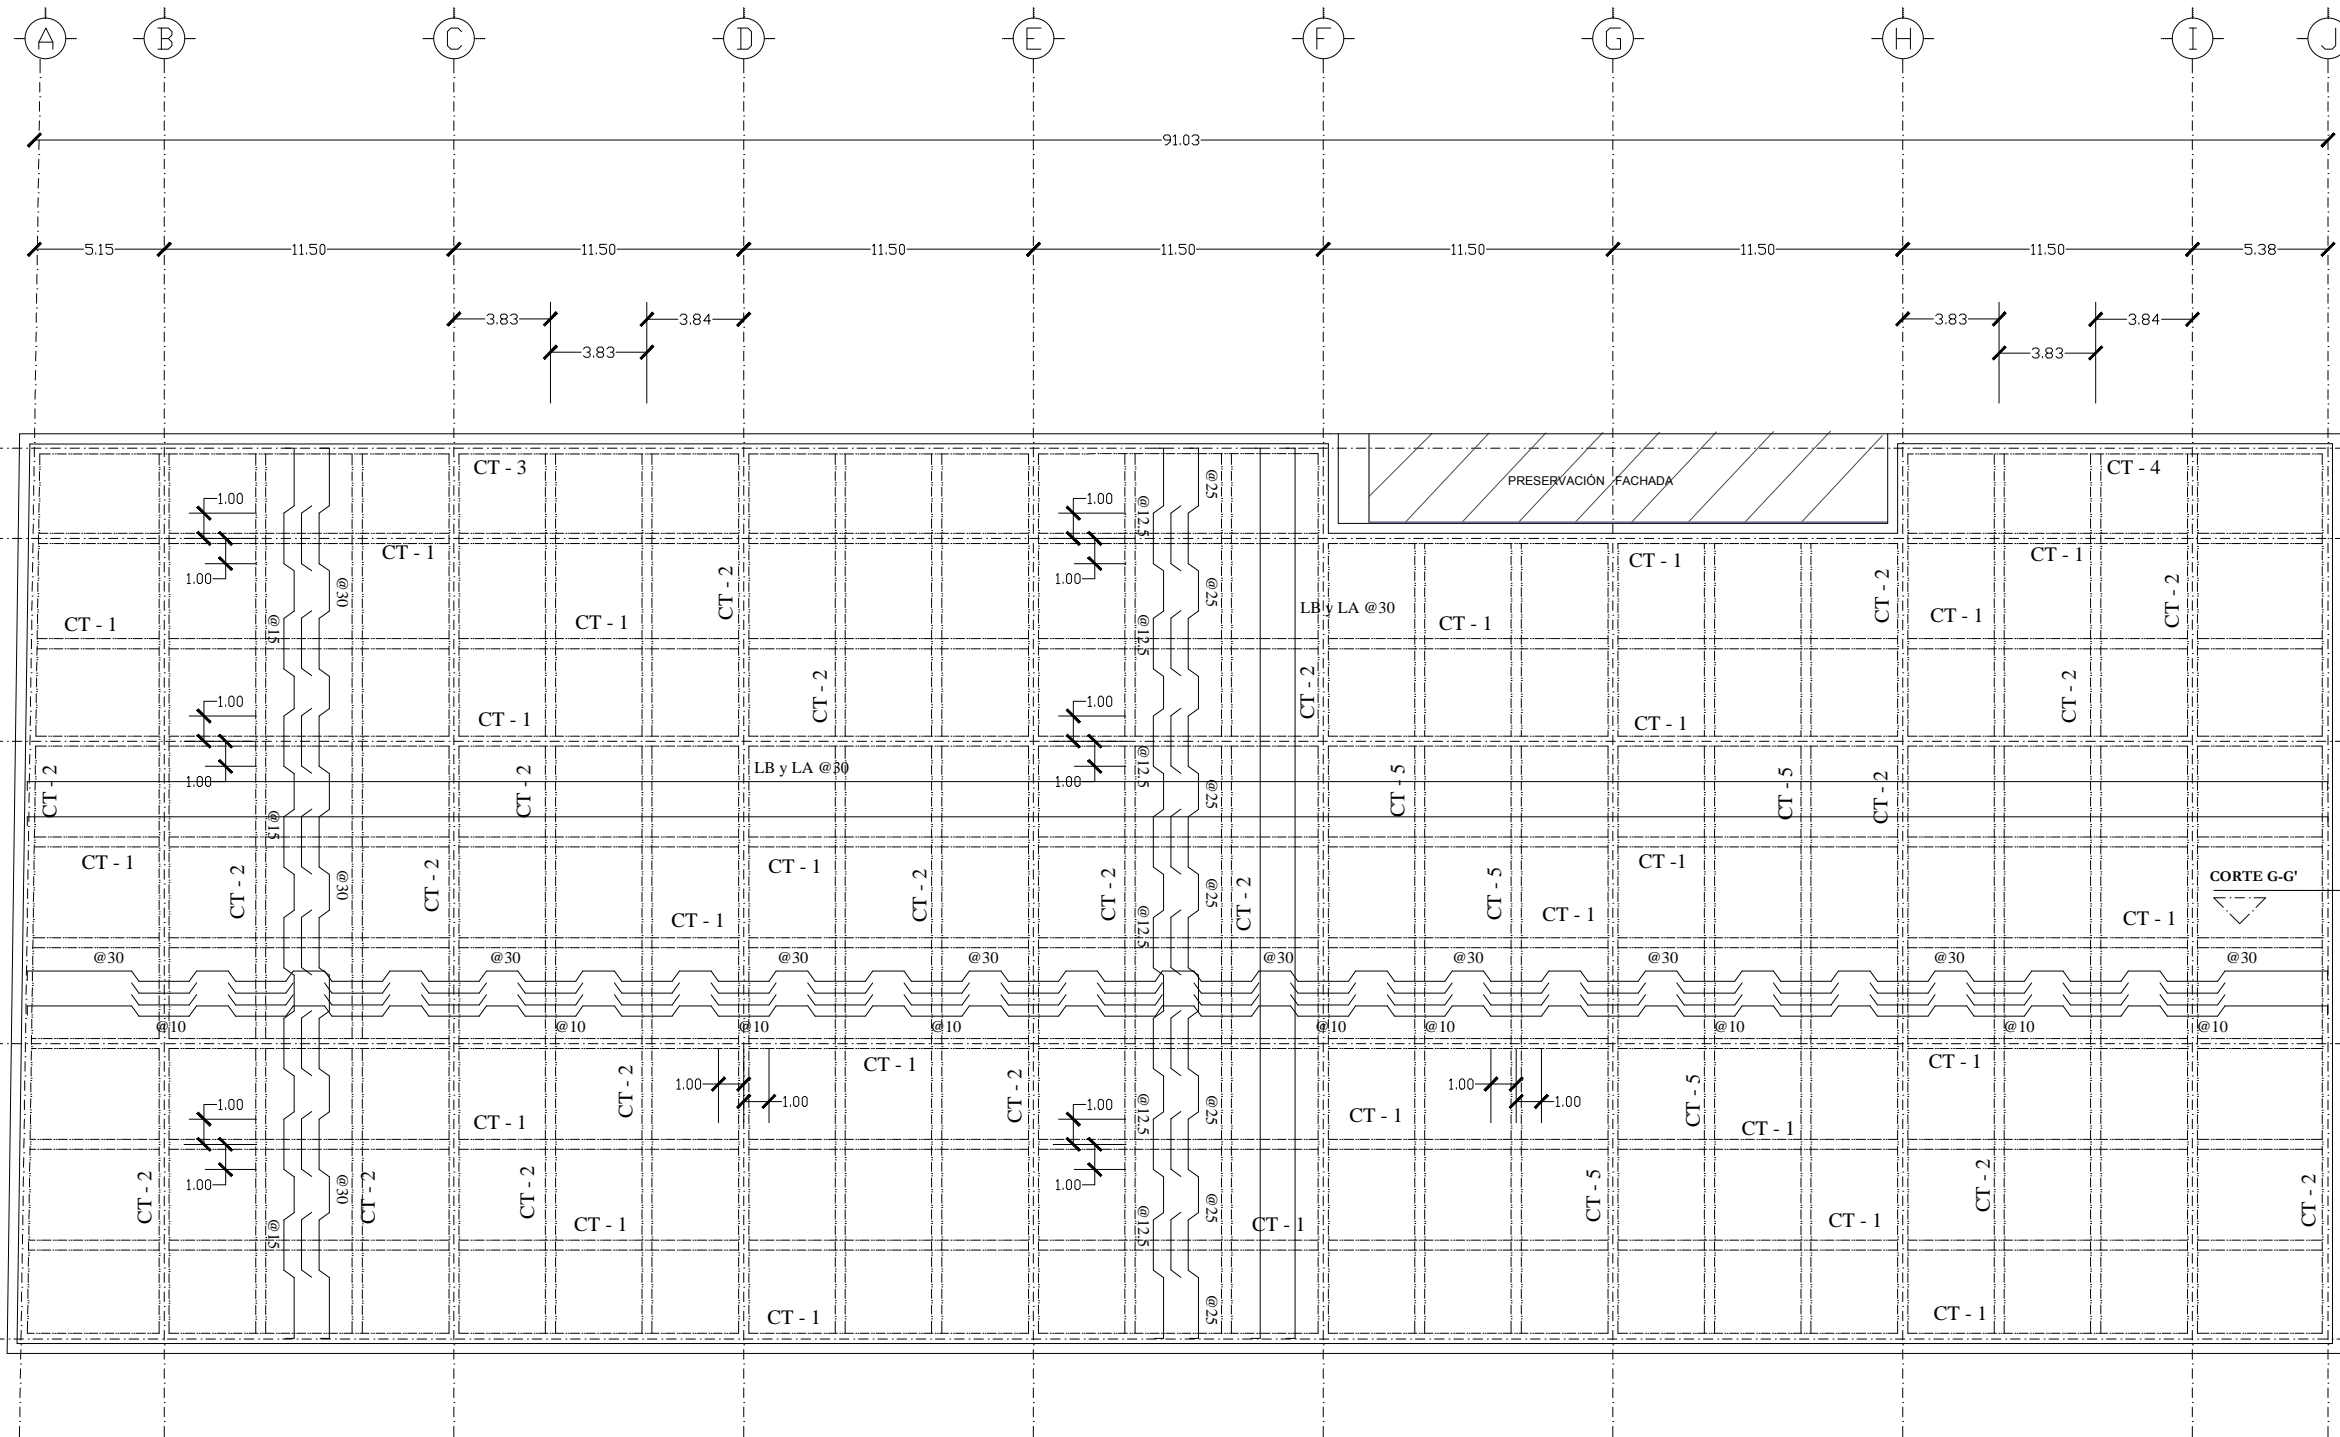 A B C D E F G H I J
91.03
5.15 11.50 11.50 11.50 11.50 11.50 11.50 11.50 5.38
3.83 3.84 3.83 3.84
3.83 3.83
CT - 3 CT - 4
PRESERVACIÓN FACHADA
@25 @25
1.00 1.00
@12.5
CT - 1 CT - 1 CT - 1
1.00 1.00
@30 CT - 2 @25 CT - 2 CT - 2
LB y LA @30
CT - 1 @15 CT - 1 @12.5 CT - 1 CT - 1
1.00 CT - 2 1.00 CT - 2 CT - 2
CT - 1 CT - 1
LB y LA @30
1.00 1.00 @12.5
CT - 2 CT - 2 @25 CT - 5 CT - 5 CT - 2
@15
CT - 1 CT - 1 CT -1
CORTE G-G'
CT - 2 @30 CT - 2 CT - 2 CT - 2 @25 CT - 2 CT - 5
CT - 1 @12.5 CT - 1 CT - 1
@30 @30 @30 @30 @30 @30 @30 @30 @30
@10 @10 @10 @10 @10 @10 @10 @10 @10
CT - 1 CT - 1
CT - 2 1.00 CT - 2 1.00 CT - 5
1.00 1.00 1.00 1.00
CT - 1 @12.5 @25 CT - 1 CT - 1
1.00 1.00
CT - 2 @30 CT - 2 CT - 2 @25 CT - 5 CT - 2 CT - 2
@15 CT - 1 @12.5 CT - 1 CT - 1
CT - 1 @25 CT - 1